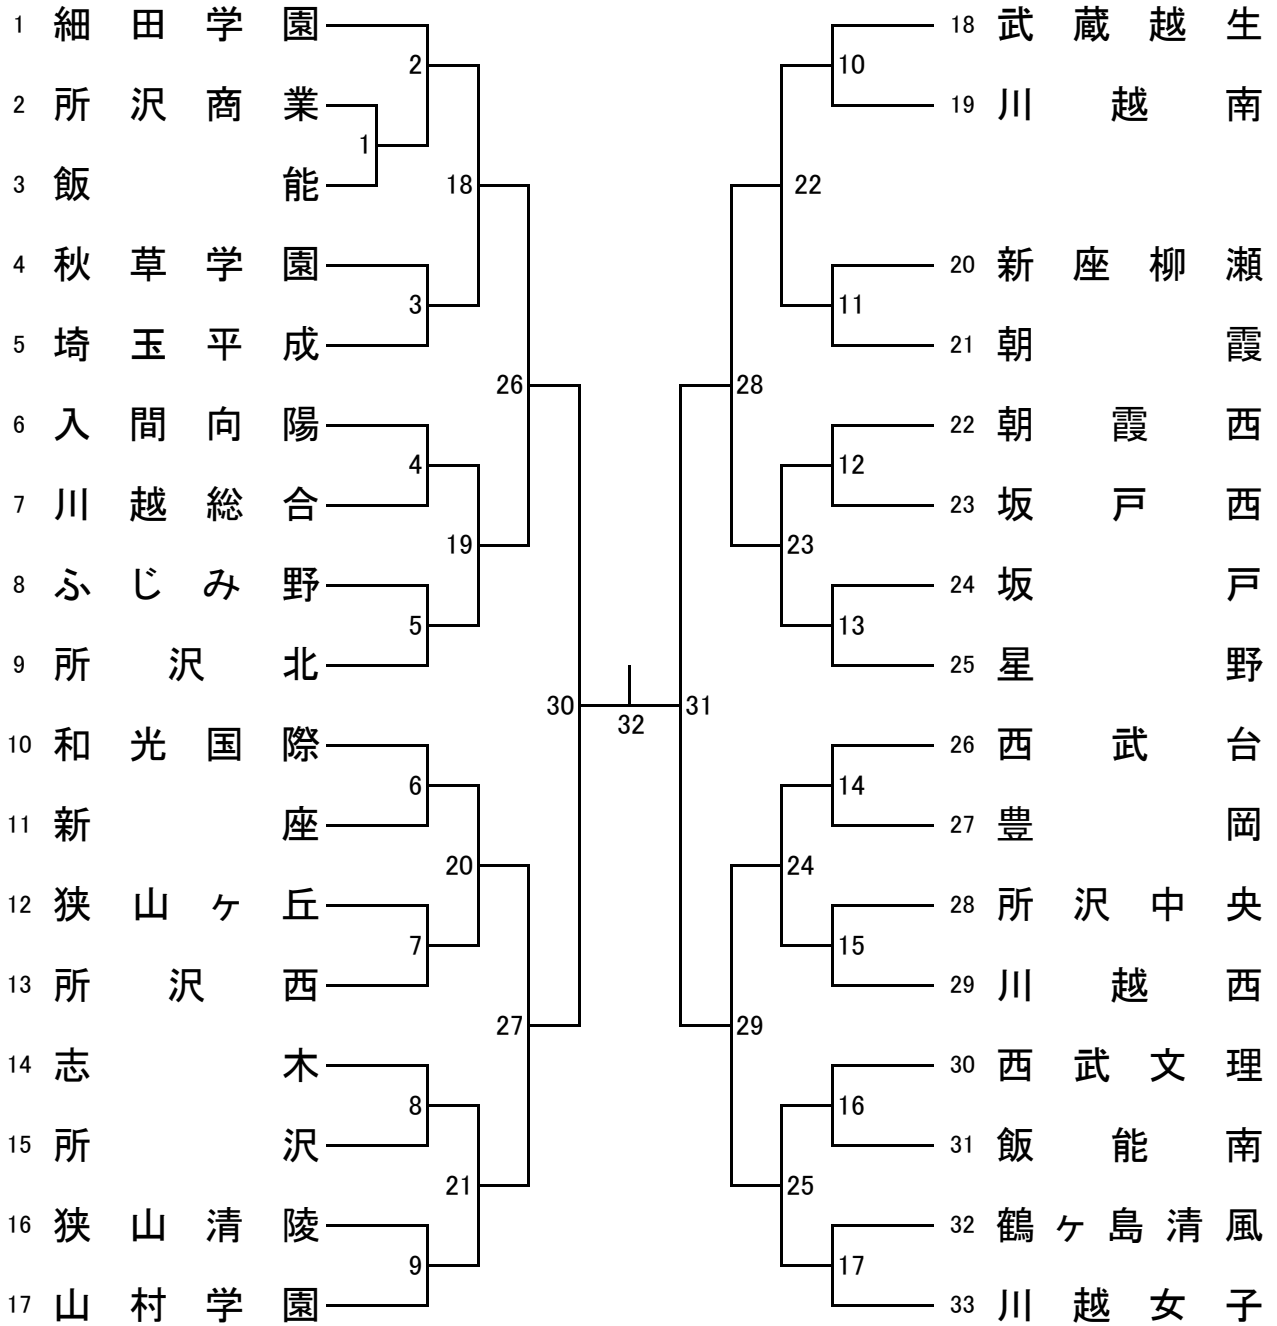 1 細田学園
2 所沢商業
3 飯能
4 秋草学園
5 埼玉平成
6 入間向陽
7 川越総合
8 ふじみ野
9 所沢北
10 和光国際
11 新座
12 狭山ヶ丘
13 所沢西
14 志木
15 所沢
16 狭山清陵
17 山村学園
2
1
18
3
26
4
19
5
30
6
20
7
27
8
21
9
32
10
22
11
28
12
23
13
31
14
24
15
29
16
25
17
18 武蔵越生
19 川越南
20 新座柳瀬
21 朝霞
22 朝霞西
23 坂戸西
24 坂戸
25 星野
26 西武台
27 豊岡
28 所沢中央
29 川越西
30 西武文理
31 飯能南
32 鶴ヶ島清風
33 川越女子